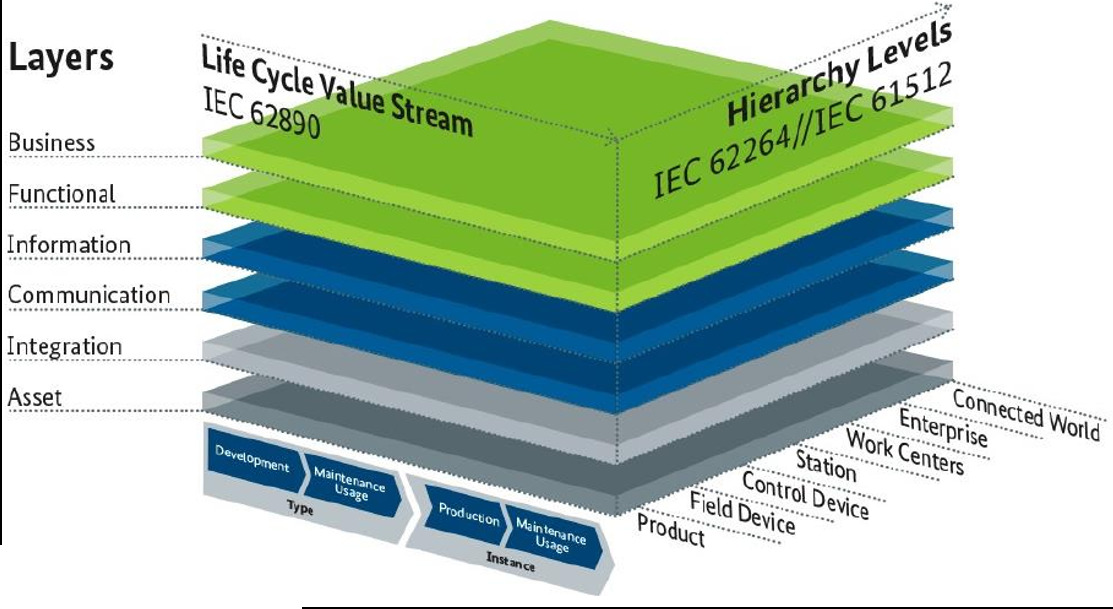 Layers
Life Cycle Value Stream
IEC 62890
Hierarchy Levels
IEC 62264//IEC 61512
Business
Functional
Information
Communication
Integration
Asset
Development
Maintenance
Usage
Type
Production
Maintenance
Usage
Instance
Connected World
Enterprise
Work Centers
Station
Control Device
Field Device
Product